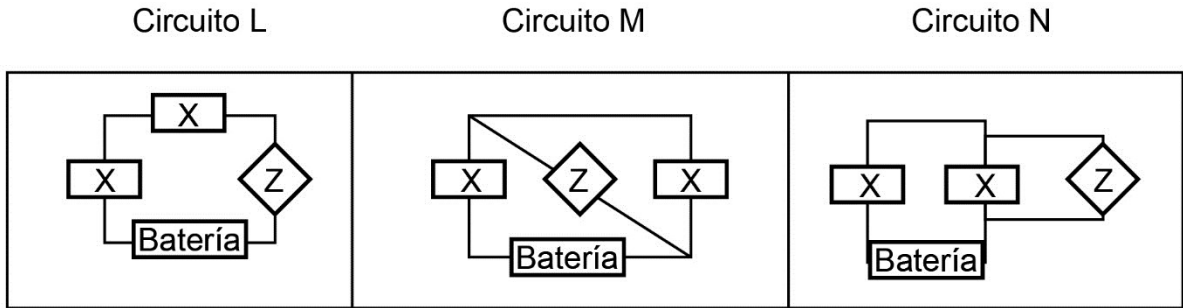 Circuito L
Circuito M
Circuito N
X
X
Z
Batería
X
Z
X
Batería
X
X
Z
Batería